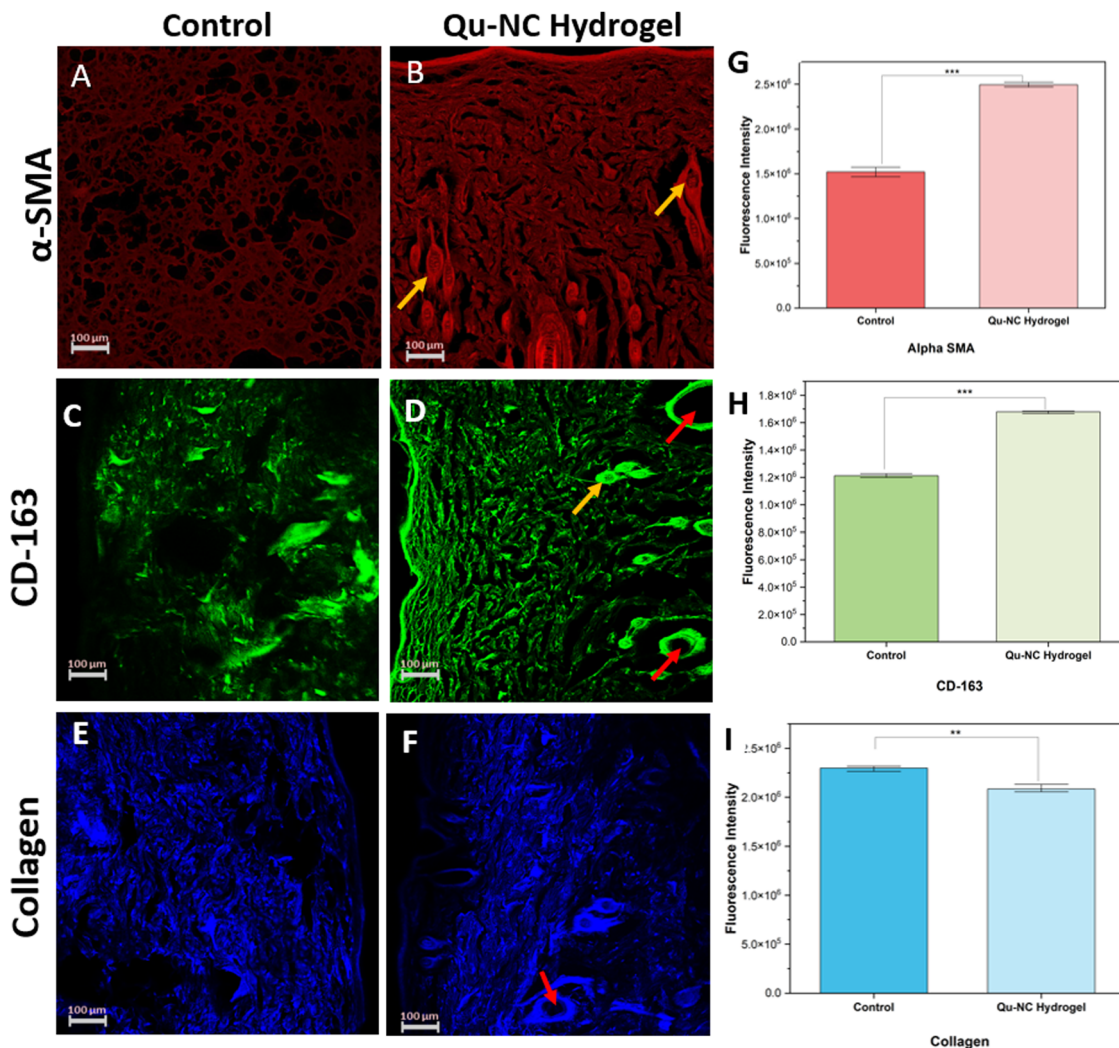 Control
Qu-NC Hydrogel
α-SMA
A
100 µm
B
100 µm
G
***
2.5×10⁶
2.0×10⁶
1.5×10⁶
1.0×10⁶
5.0×10⁵
0.0
Fluorescence Intensity
Control
Qu-NC Hydrogel
Alpha SMA
CD-163
C
100 µm
D
100 µm
H
***
1.8×10⁶
1.6×10⁶
1.4×10⁶
1.2×10⁶
1.0×10⁶
8.0×10⁵
6.0×10⁵
4.0×10⁵
2.0×10⁵
0.0
Fluorescence Intensity
Control
Qu-NC Hydrogel
CD-163
Collagen
E
100 µm
F
100 µm
I
**
2.5×10⁶
2.0×10⁶
1.5×10⁶
1.0×10⁶
5.0×10⁵
0.0
Fluorescence Intensity
Control
Qu-NC Hydrogel
Collagen